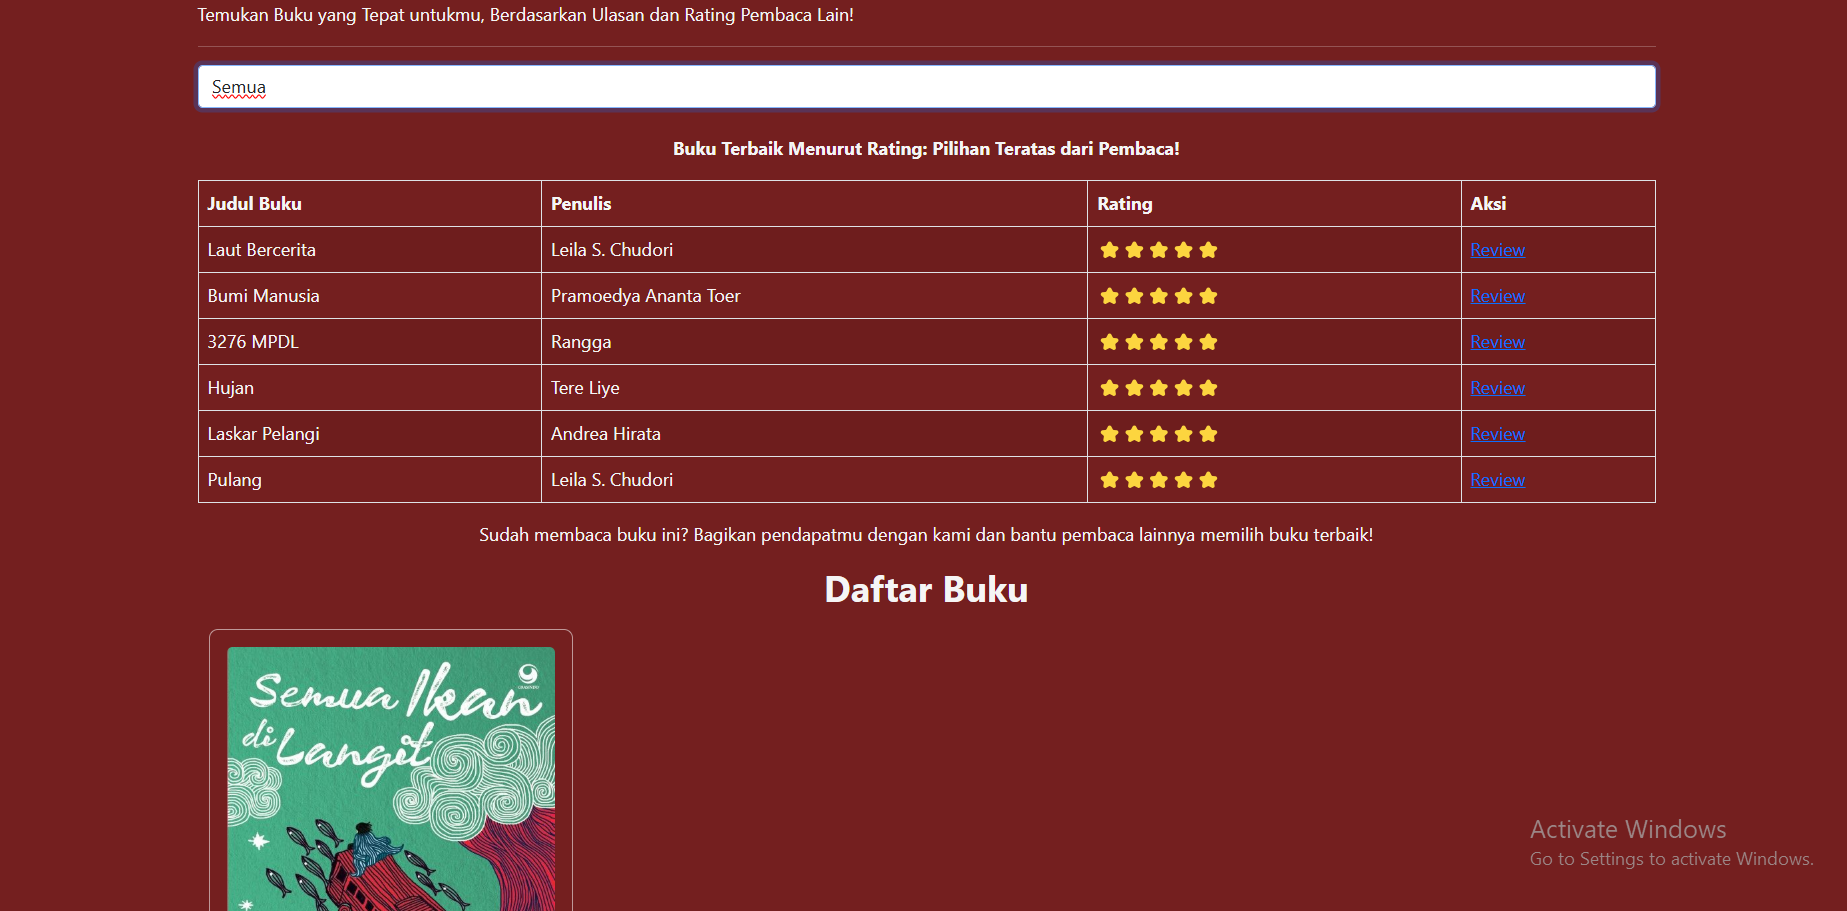 Temukan Buku yang Tepat untukmu, Berdasarkan Ulasan dan Rating Pembaca Lain!
Semua
Buku Terbaik Menurut Rating: Pilihan Teratas dari Pembaca!
Judul Buku Penulis Rating Aksi
Laut Bercerita Leila S. Chudori Review
Bumi Manusia Pramoedya Ananta Toer Review
3276 MPDL Rangga Review
Hujan Tere Liye Review
Laskar Pelangi Andrea Hirata Review
Pulang Leila S. Chudori Review
Sudah membaca buku ini? Bagikan pendapatmu dengan kami dan bantu pembaca lainnya memilih buku terbaik!
Daftar Buku
Semua Ikan
di Langit
Activate Windows
Go to Settings to activate Windows.